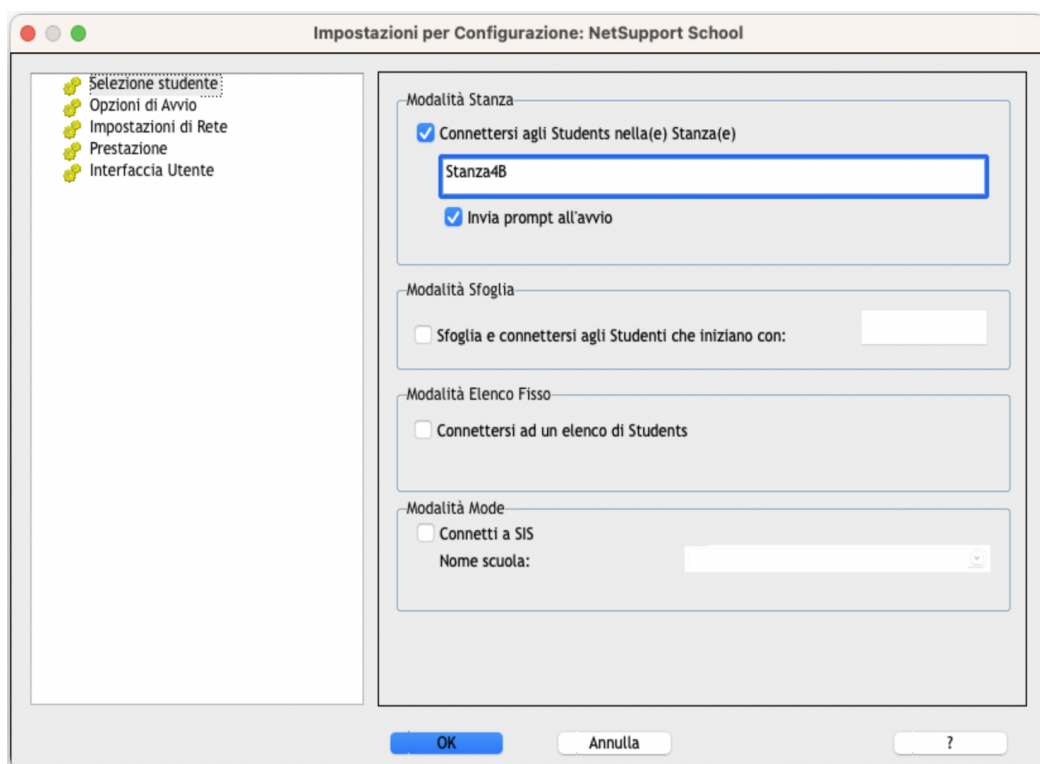 Impostazioni per Configurazione: NetSupport School
Selezione studente
Opzioni di Avvio
Impostazioni di Rete
Prestazione
Interfaccia Utente
Modalità Stanza
Connettersi agli Students nella(e) Stanza(e)
Stanza4B
Invia prompt all'avvio
Modalità Sfoglia
Sfoglia e connettersi agli Studenti che iniziano con:
Modalità Elenco Fisso
Connettersi ad un elenco di Students
Modalità Mode
Connetti a SIS
Nome scuola:
OK
Annulla
?